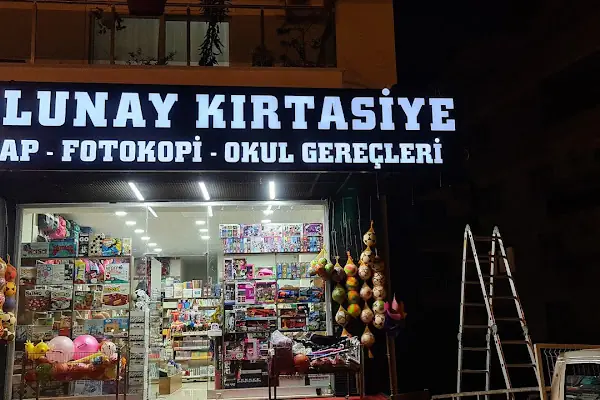 LUNAY KIRTASİYE
AP - FOTOKOPİ - OKUL GEREÇLERİ